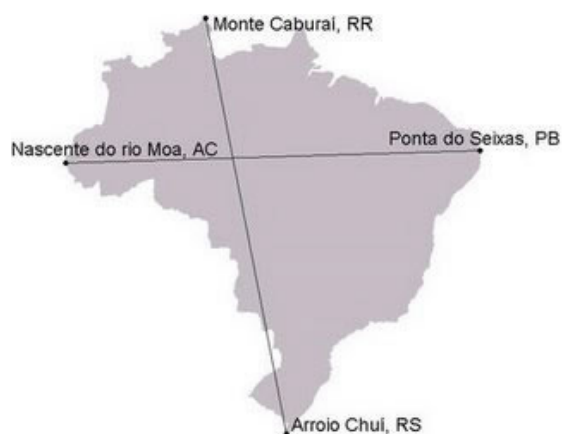 Monte Caburaí, RR
Nascente do rio Moa, AC
Ponta do Seixas, PB
Arroio Chuí, RS